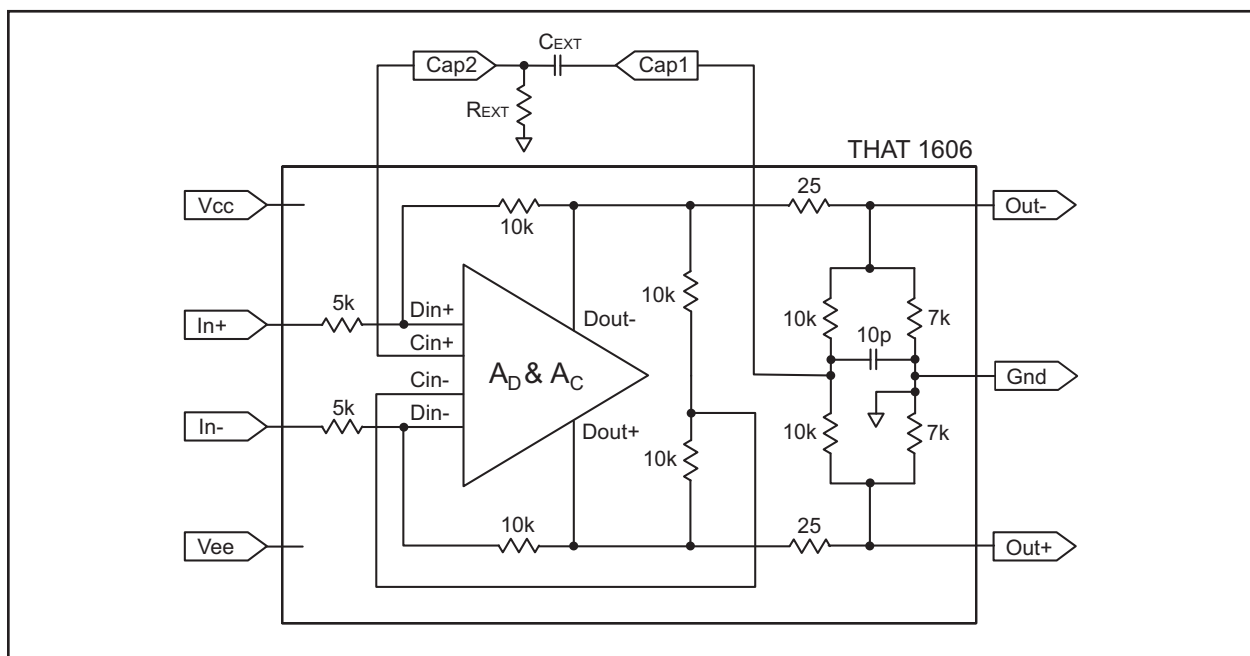 CEXT
Cap2
Cap1
REXT
THAT 1606
Vcc
25
Out-
10k
5k
In+
Din+
Cin+
Dout-
10k
10k
7k
10p
AD & AC
Gnd
Cin-
5k
In-
Din-
Dout+
10k
10k
7k
10k
25
Vee
Out+